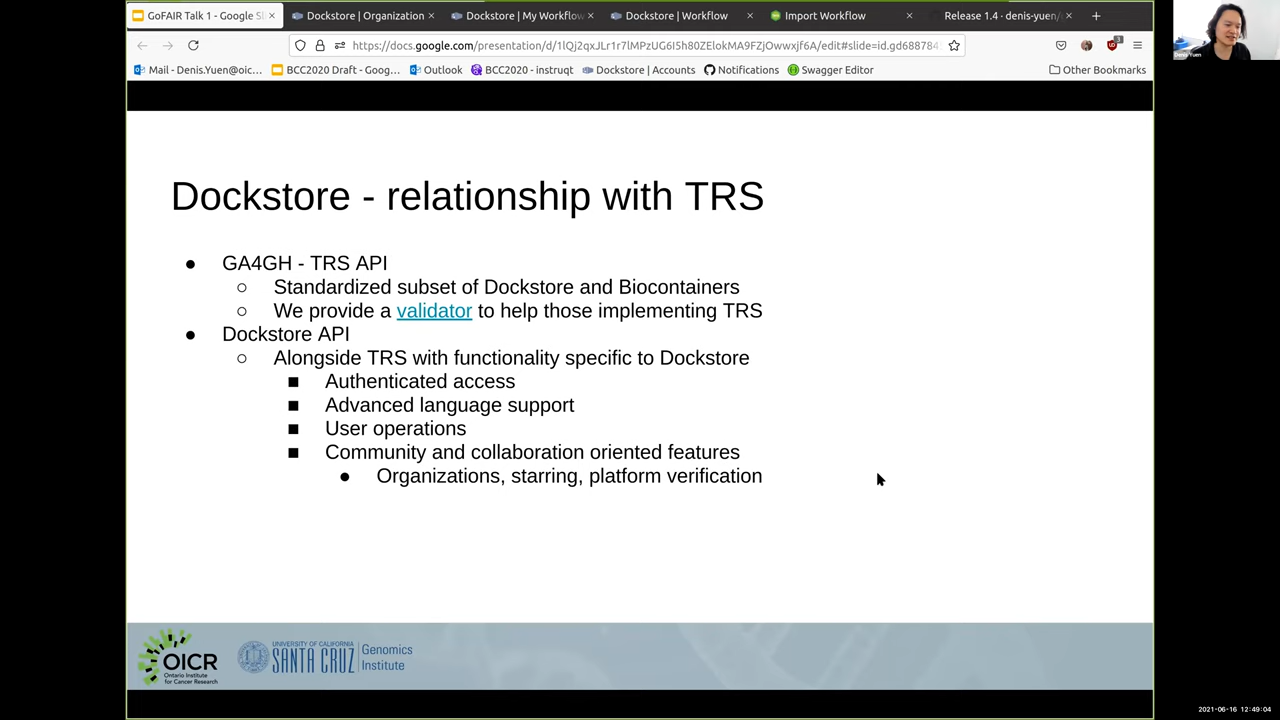 GoFAIR Talk 1 - Google Sl
Dockstore | Organization
Dockstore | My Workflow
Dockstore | Workflow
Import Workflow
Release 1.4 · denis-yuen/
https://docs.google.com/presentation/d/1lQj2qxJLr1r7lMPzUG6I5h80ZElokMA9FZjOwwxjf6A/edit#slide=id.gd688784
Mail - Denis.Yuen@oic…
BCC2020 Draft - Goog…
Outlook
BCC2020 - instruqt
Dockstore | Accounts
Notifications
Swagger Editor
Other Bookmarks
Dockstore - relationship with TRS
● GA4GH - TRS API
○ Standardized subset of Dockstore and Biocontainers
○ We provide a validator to help those implementing TRS
● Dockstore API
○ Alongside TRS with functionality specific to Dockstore
■ Authenticated access
■ Advanced language support
■ User operations
■ Community and collaboration oriented features
● Organizations, starring, platform verification
OICR
Ontario Institute
for Cancer Research
UNIVERSITY OF CALIFORNIA
SANTA CRUZ
Genomics
Institute
2021-06-16 12:49:04